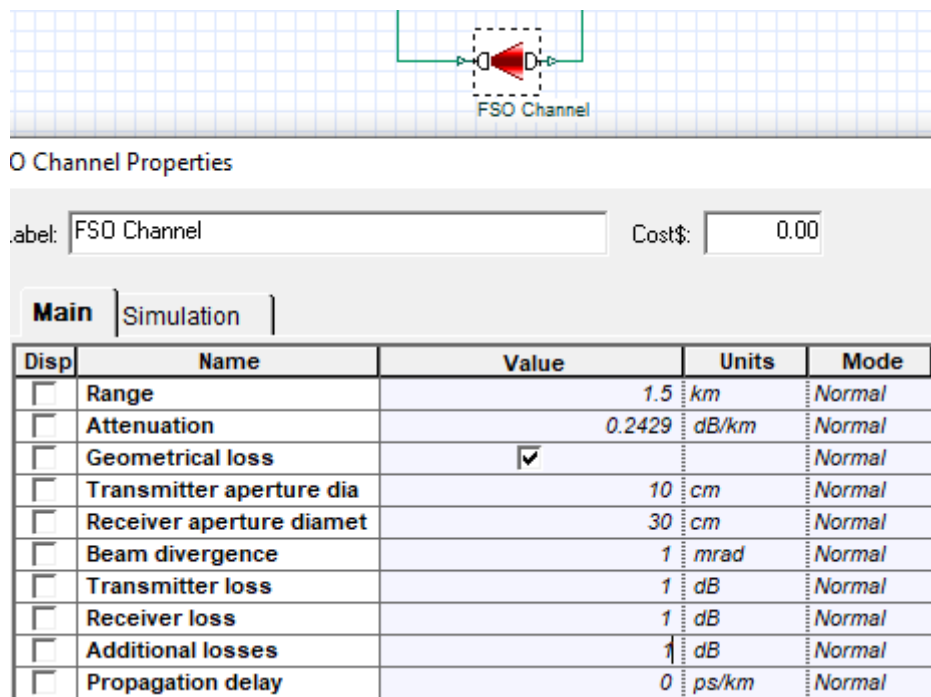 FSO Channel
O Channel Properties
abel: FSO Channel Cost$: 0.00
Main Simulation
Disp Name Value Units Mode
Range 1.5 km Normal
Attenuation 0.2429 dB/km Normal
Geometrical loss Normal
Transmitter aperture dia 10 cm Normal
Receiver aperture diamet 30 cm Normal
Beam divergence 1 mrad Normal
Transmitter loss 1 dB Normal
Receiver loss 1 dB Normal
Additional losses 1 dB Normal
Propagation delay 0 ps/km Normal